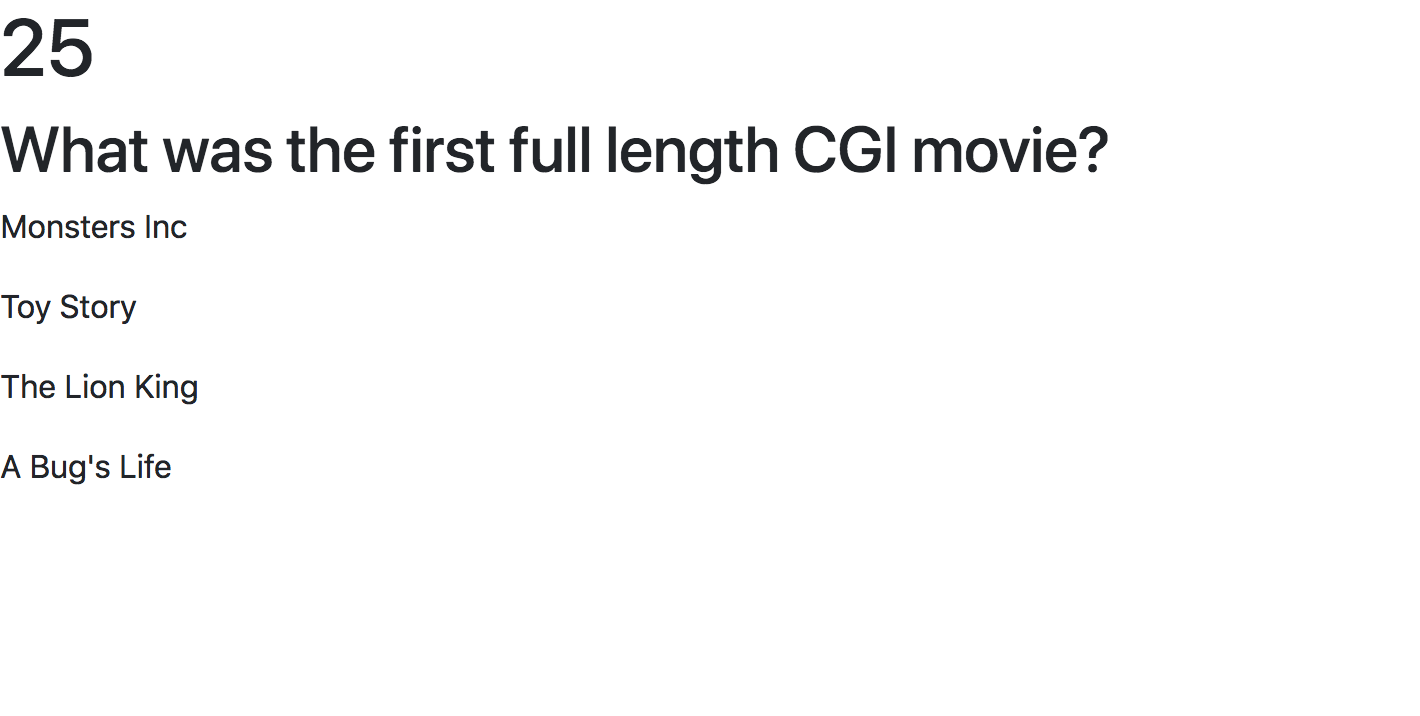 25
What was the first full length CGI movie?
Monsters Inc
Toy Story
The Lion King
A Bug's Life